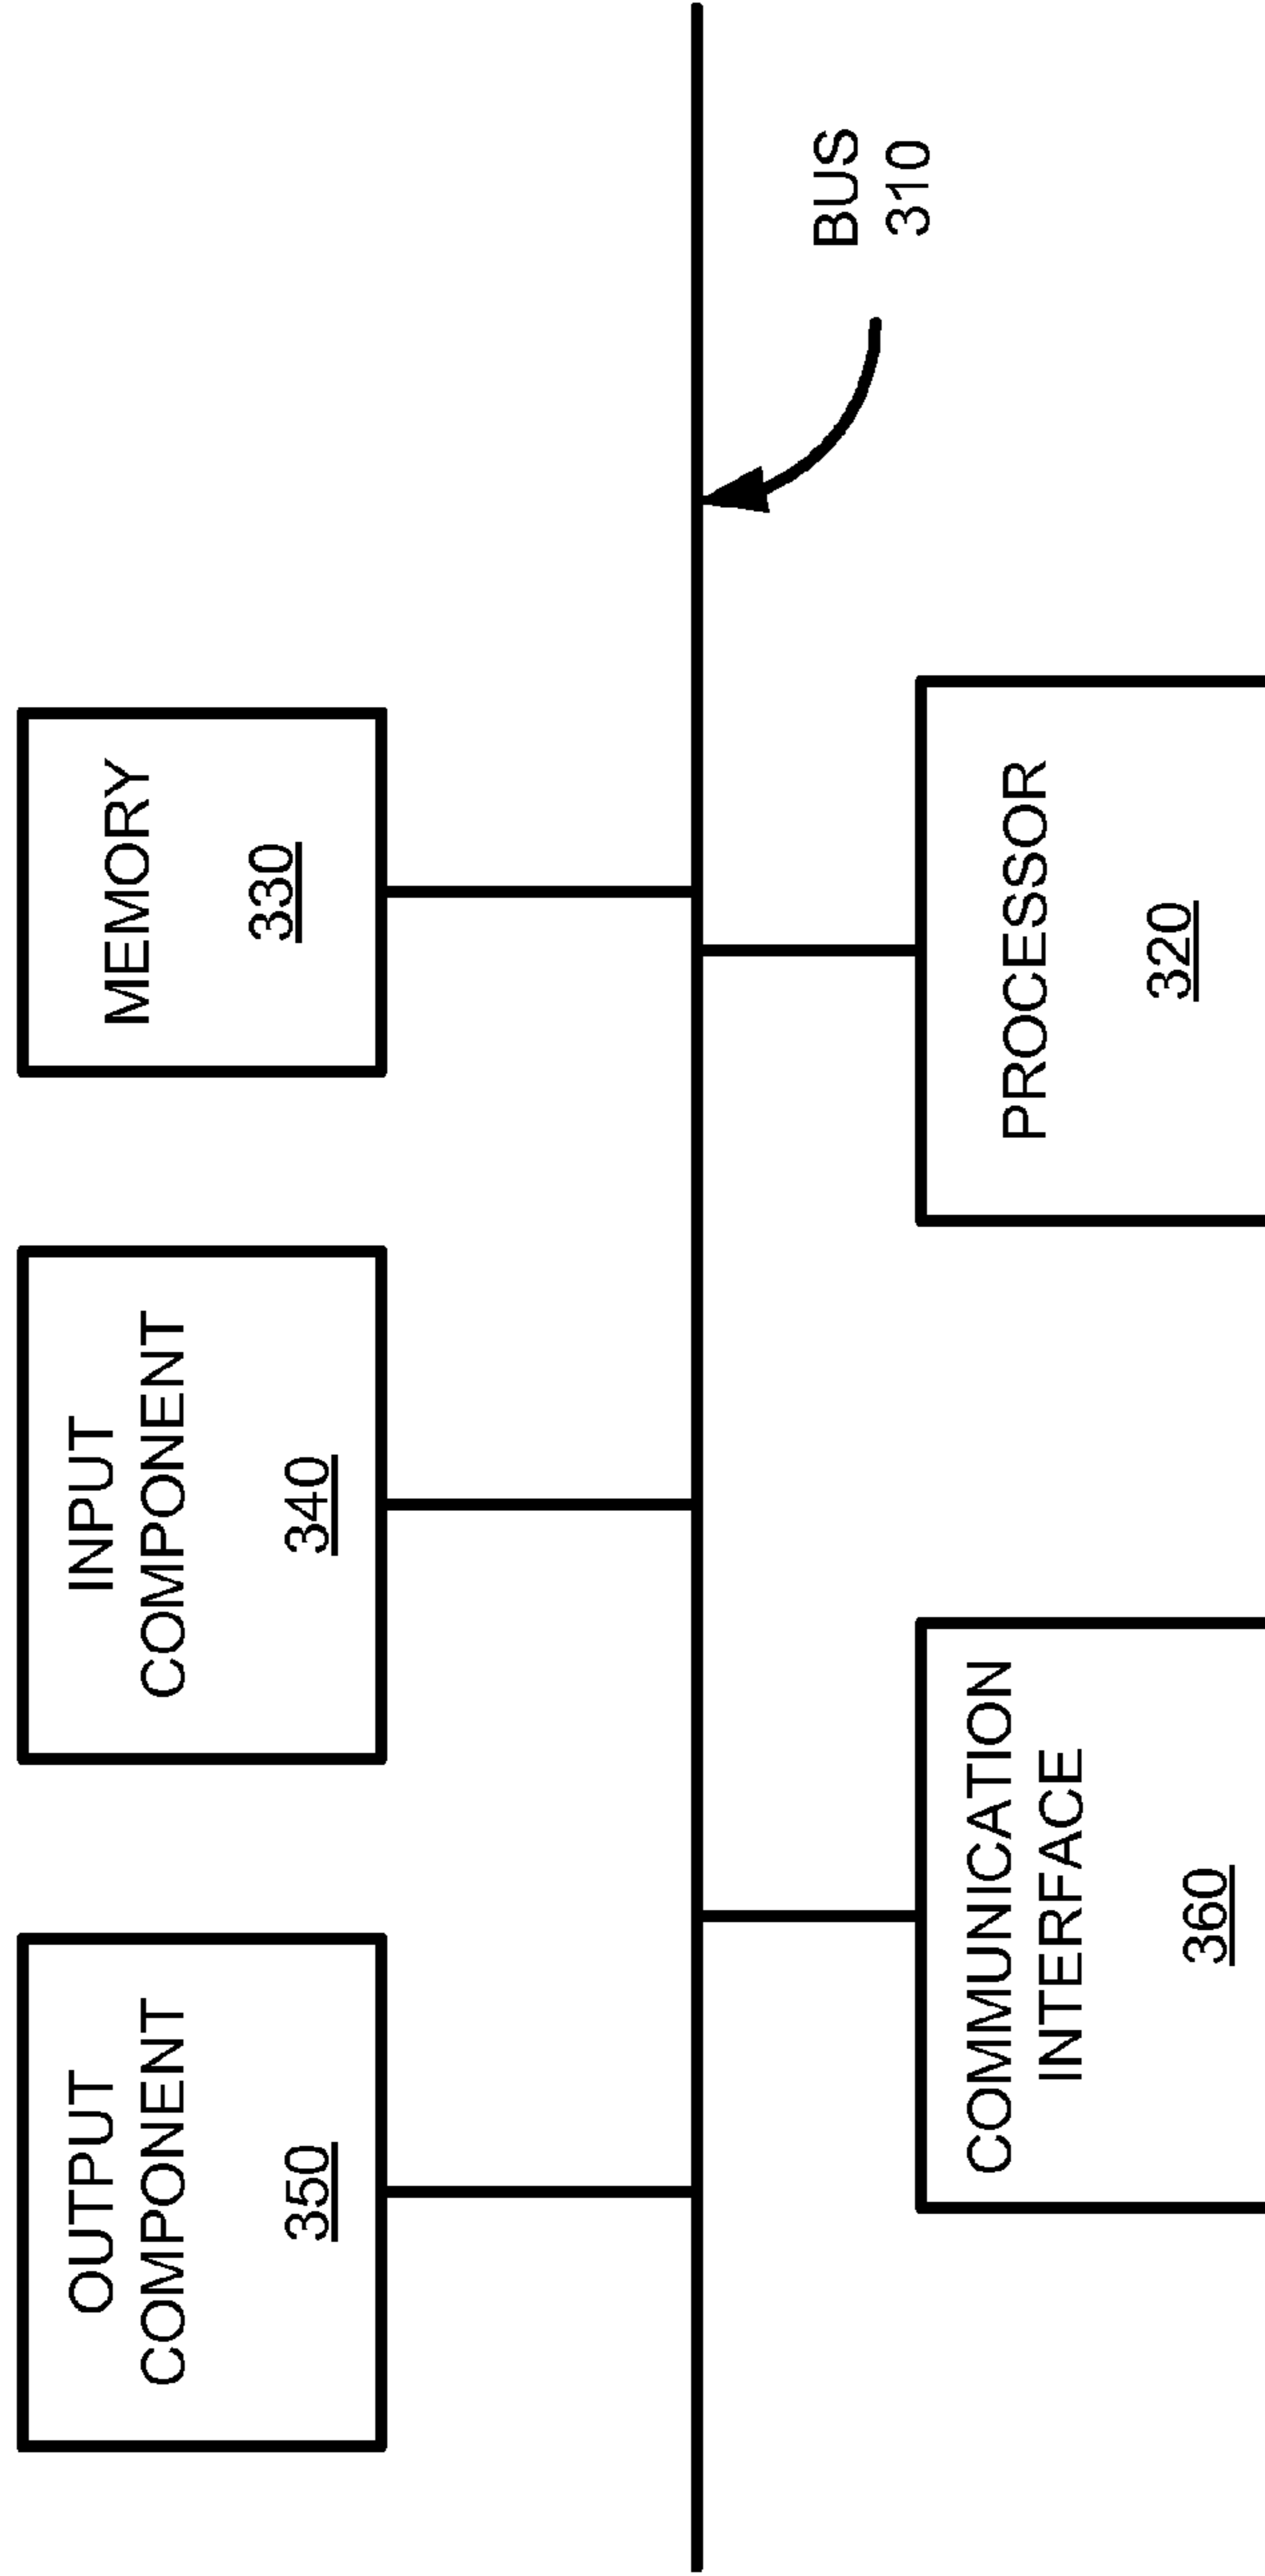 OUTPUT
COMPONENT
350
INPUT
COMPONENT
340
MEMORY
330
COMMUNICATION
INTERFACE
360
PROCESSOR
320
BUS
310